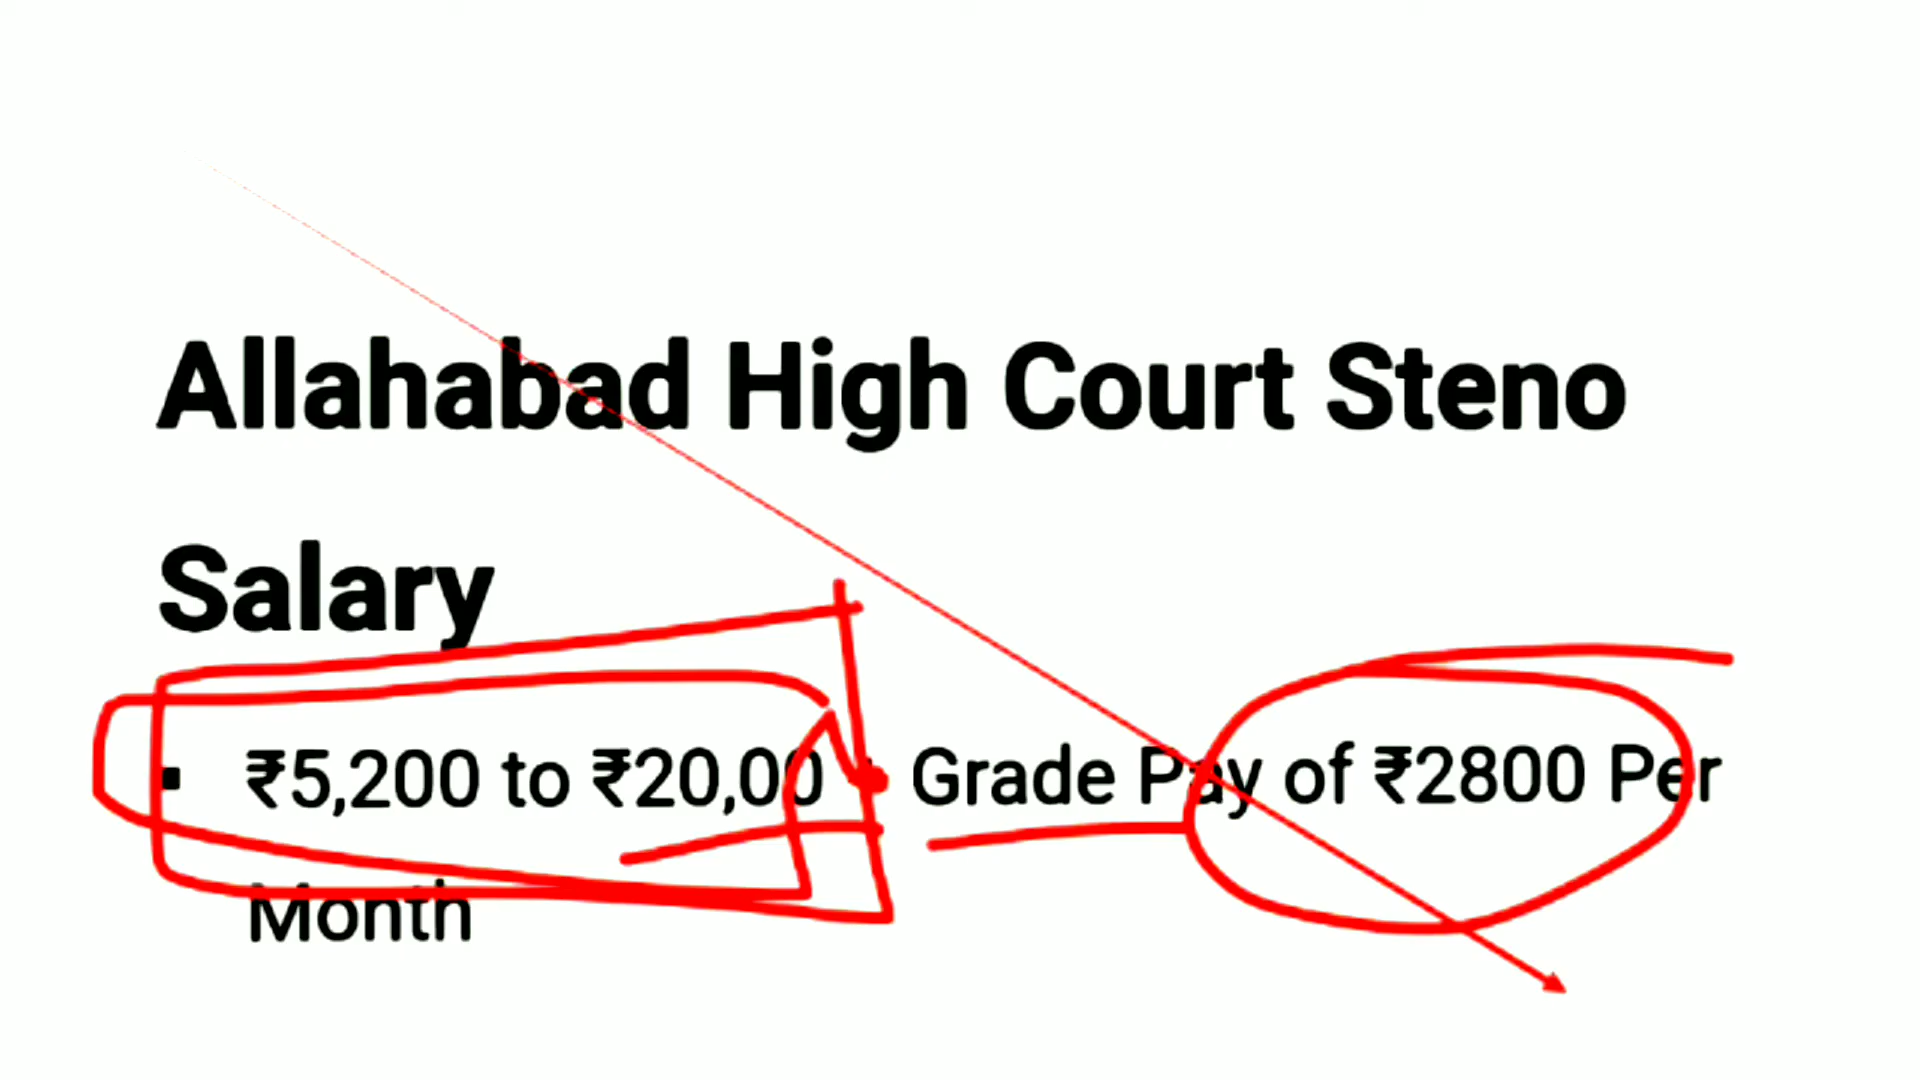 Allahabad High Court Steno
Salary
▪ ₹5,200 to ₹20,00 Grade Pay of ₹2800 Per
Month